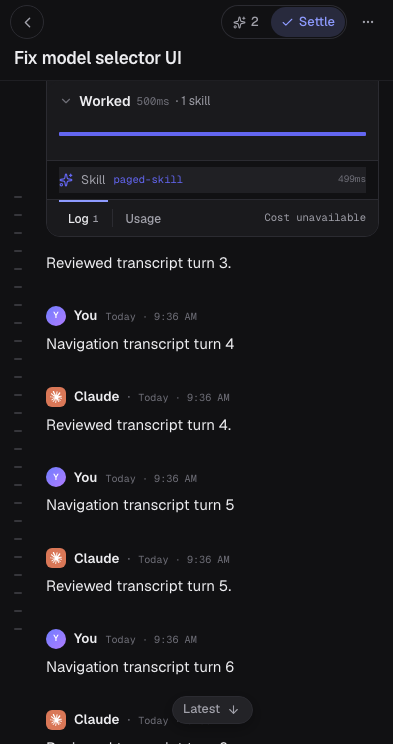 2 Settle
Fix model selector UI
Worked 500ms · 1 skill
Skill paged-skill 499ms
Log 1 Usage Cost unavailable
Reviewed transcript turn 3.
Y You Today · 9:36 AM
Navigation transcript turn 4
Claude · Today · 9:36 AM
Reviewed transcript turn 4.
Y You Today · 9:36 AM
Navigation transcript turn 5
Claude · Today · 9:36 AM
Reviewed transcript turn 5.
Y You Today · 9:36 AM
Navigation transcript turn 6
Claude · Today
Latest